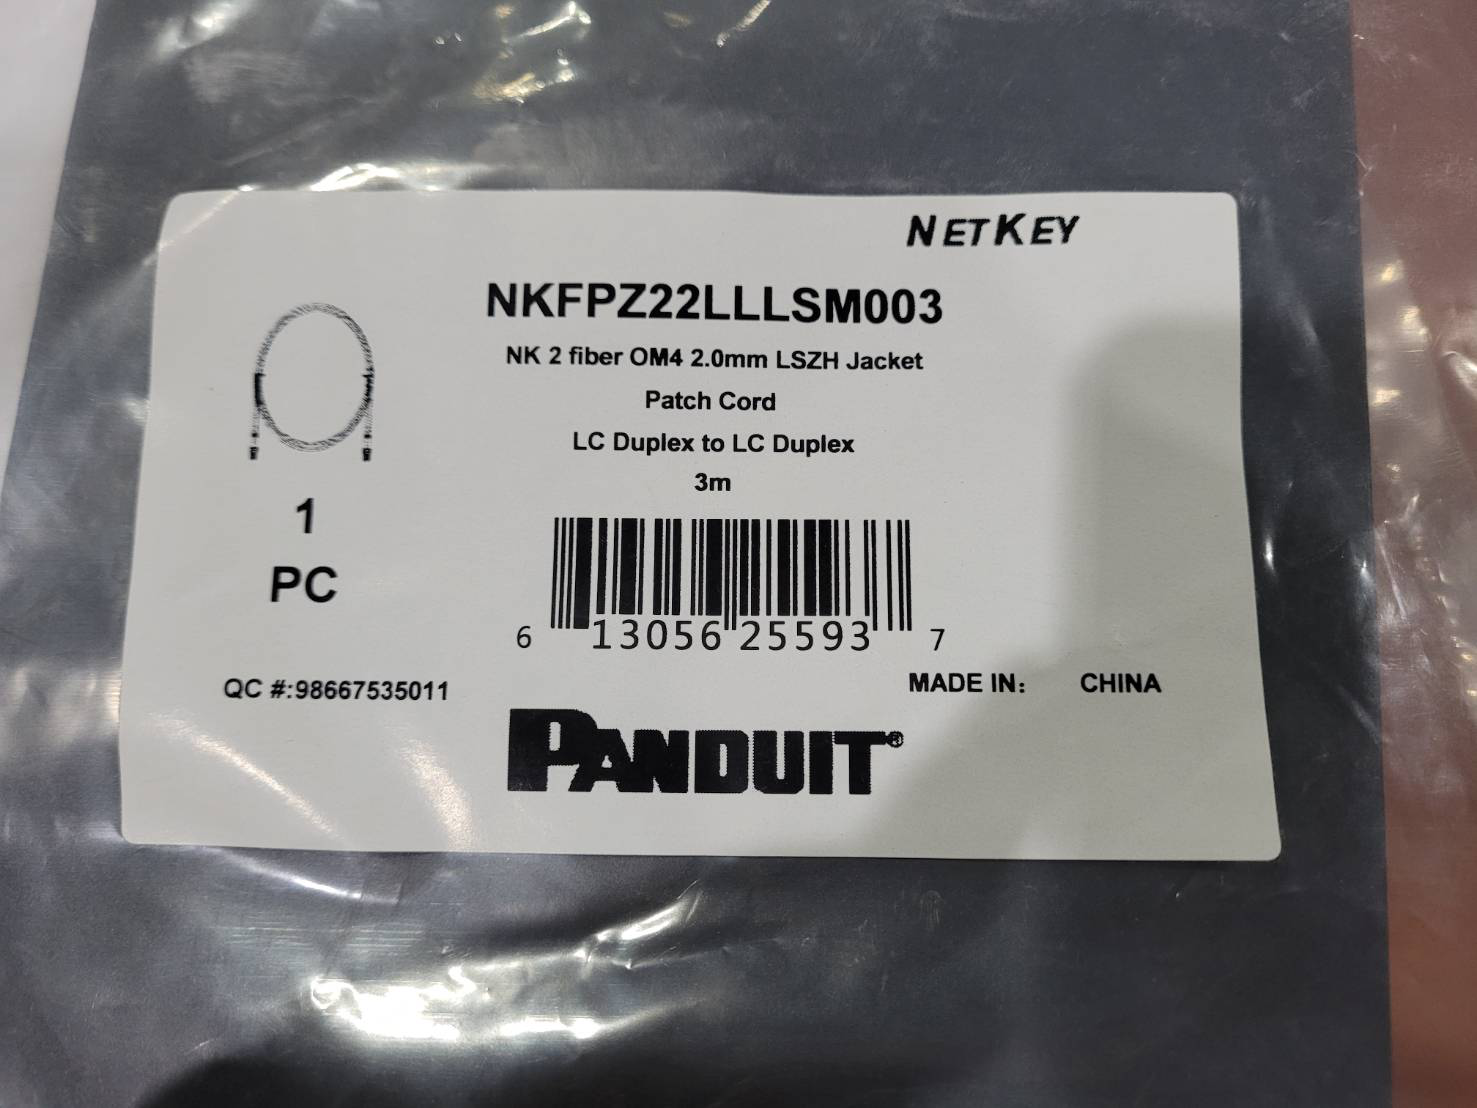 NETKEY
NKFPZ22LLLSM003
NK 2 fiber OM4 2.0mm LSZH Jacket
Patch Cord
LC Duplex to LC Duplex
3m
1
PC
6 13056 25593 7
QC #:98667535011
MADE IN: CHINA
PANDUIT®